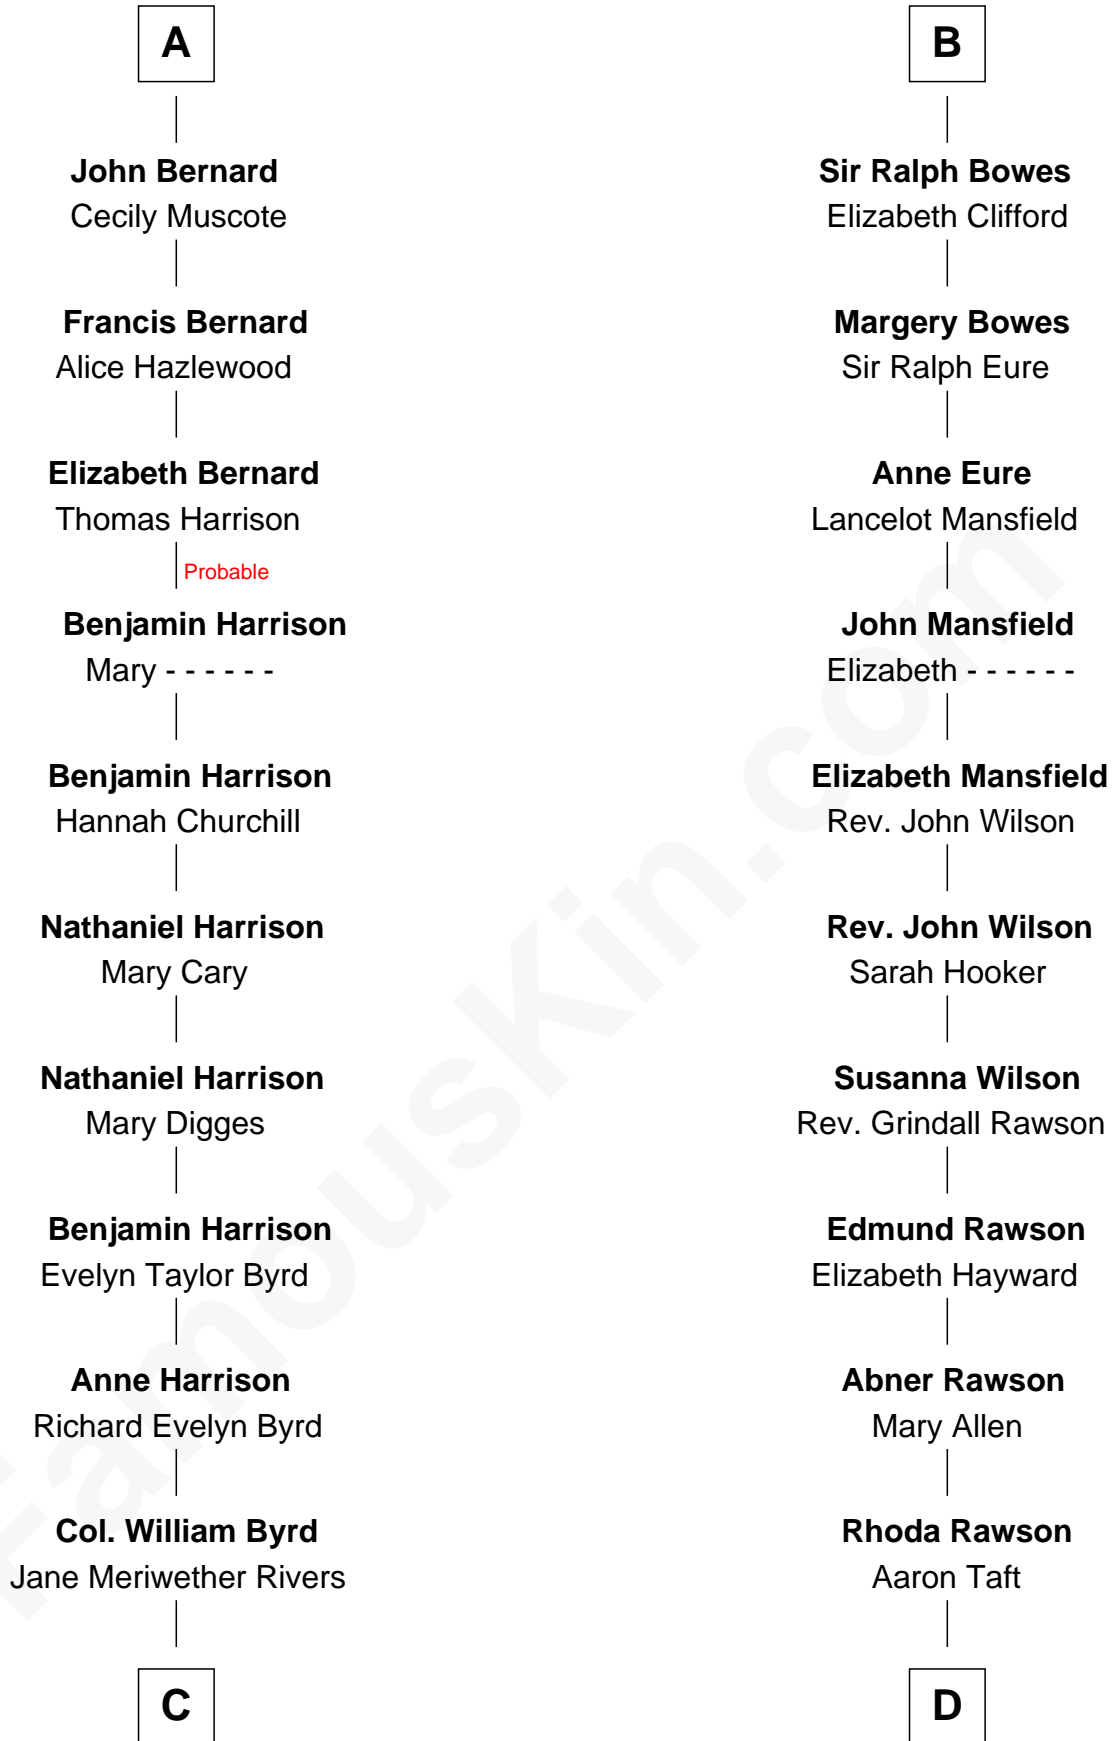 A
John Bernard
Cecily Muscote
Francis Bernard
Alice Hazlewood
Elizabeth Bernard
Thomas Harrison
Probable
Benjamin Harrison
Mary - - - - - -
Benjamin Harrison
Hannah Churchill
Nathaniel Harrison
Mary Cary
Nathaniel Harrison
Mary Digges
Benjamin Harrison
Evelyn Taylor Byrd
Anne Harrison
Richard Evelyn Byrd
Col. William Byrd
Jane Meriwether Rivers
C
B
Sir Ralph Bowes
Elizabeth Clifford
Margery Bowes
Sir Ralph Eure
Anne Eure
Lancelot Mansfield
John Mansfield
Elizabeth - - - - - -
Elizabeth Mansfield
Rev. John Wilson
Rev. John Wilson
Sarah Hooker
Susanna Wilson
Rev. Grindall Rawson
Edmund Rawson
Elizabeth Hayward
Abner Rawson
Mary Allen
Rhoda Rawson
Aaron Taft
D
FamousKin.com